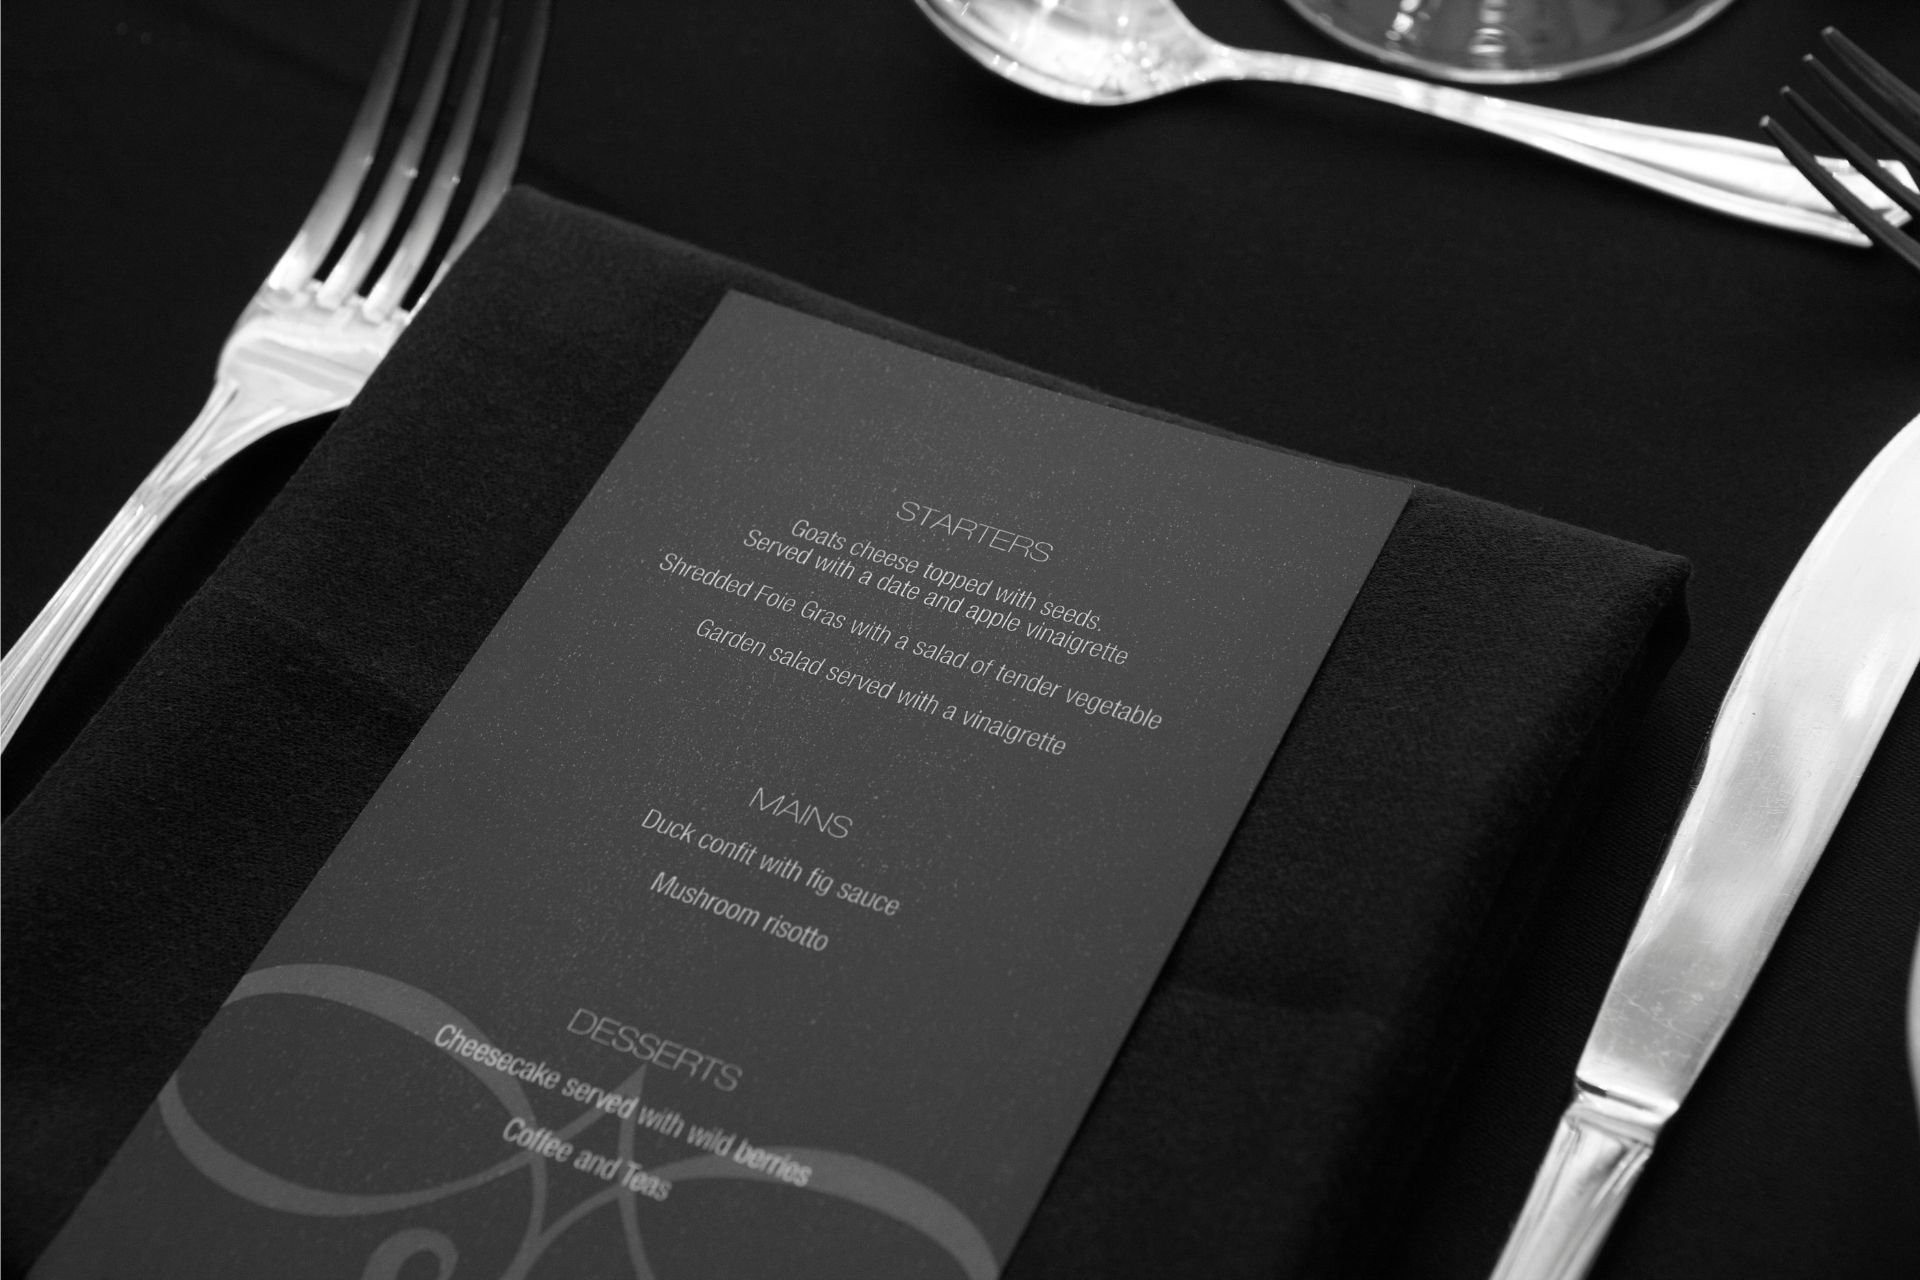 STARTERS
Goats cheese topped with seeds.
Served with a date and apple vinaigrette
Shredded Foie Gras with a salad of tender vegetable
Garden salad served with a vinaigrette
MAINS
Duck confit with fig sauce
Mushroom risotto
DESSERTS
Cheesecake served with wild berries
Coffee and Teas